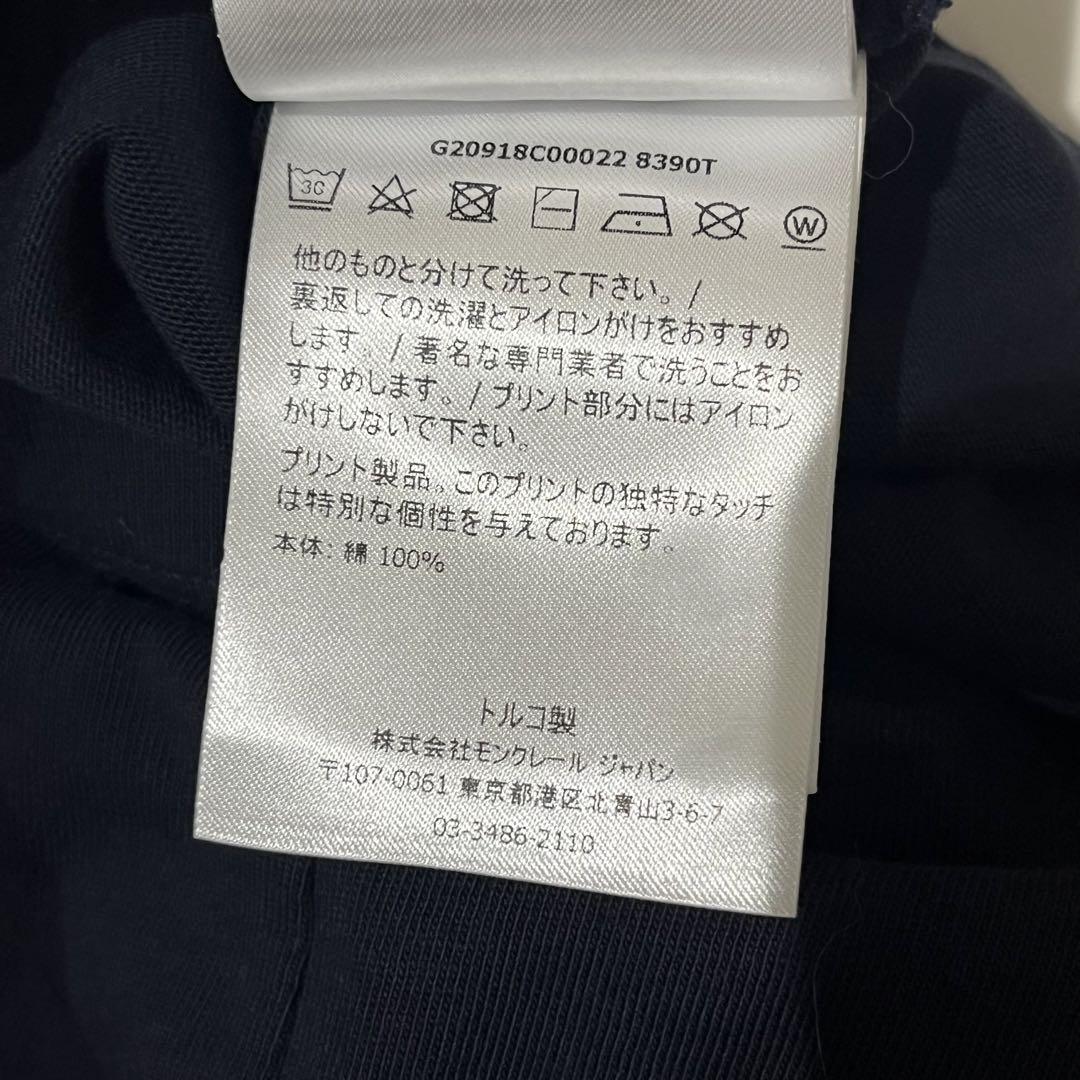 G20918C00022 8390T
30
W
他のものと分けて洗って下さい。/
裏返しての洗濯とアイロンがけをおすすめ
します。/ 著名な専門業者で洗うことをお
すすめします。/ プリント部分にはアイロン
がけしないで下さい。
プリント製品。このプリントの独特なタッチ
は特別な個性を与えております。
本体: 綿 100%
トルコ製
株式会社モンクレール ジャパン
〒107-0061 東京都港区北青山3-6-7
03-3486-2110